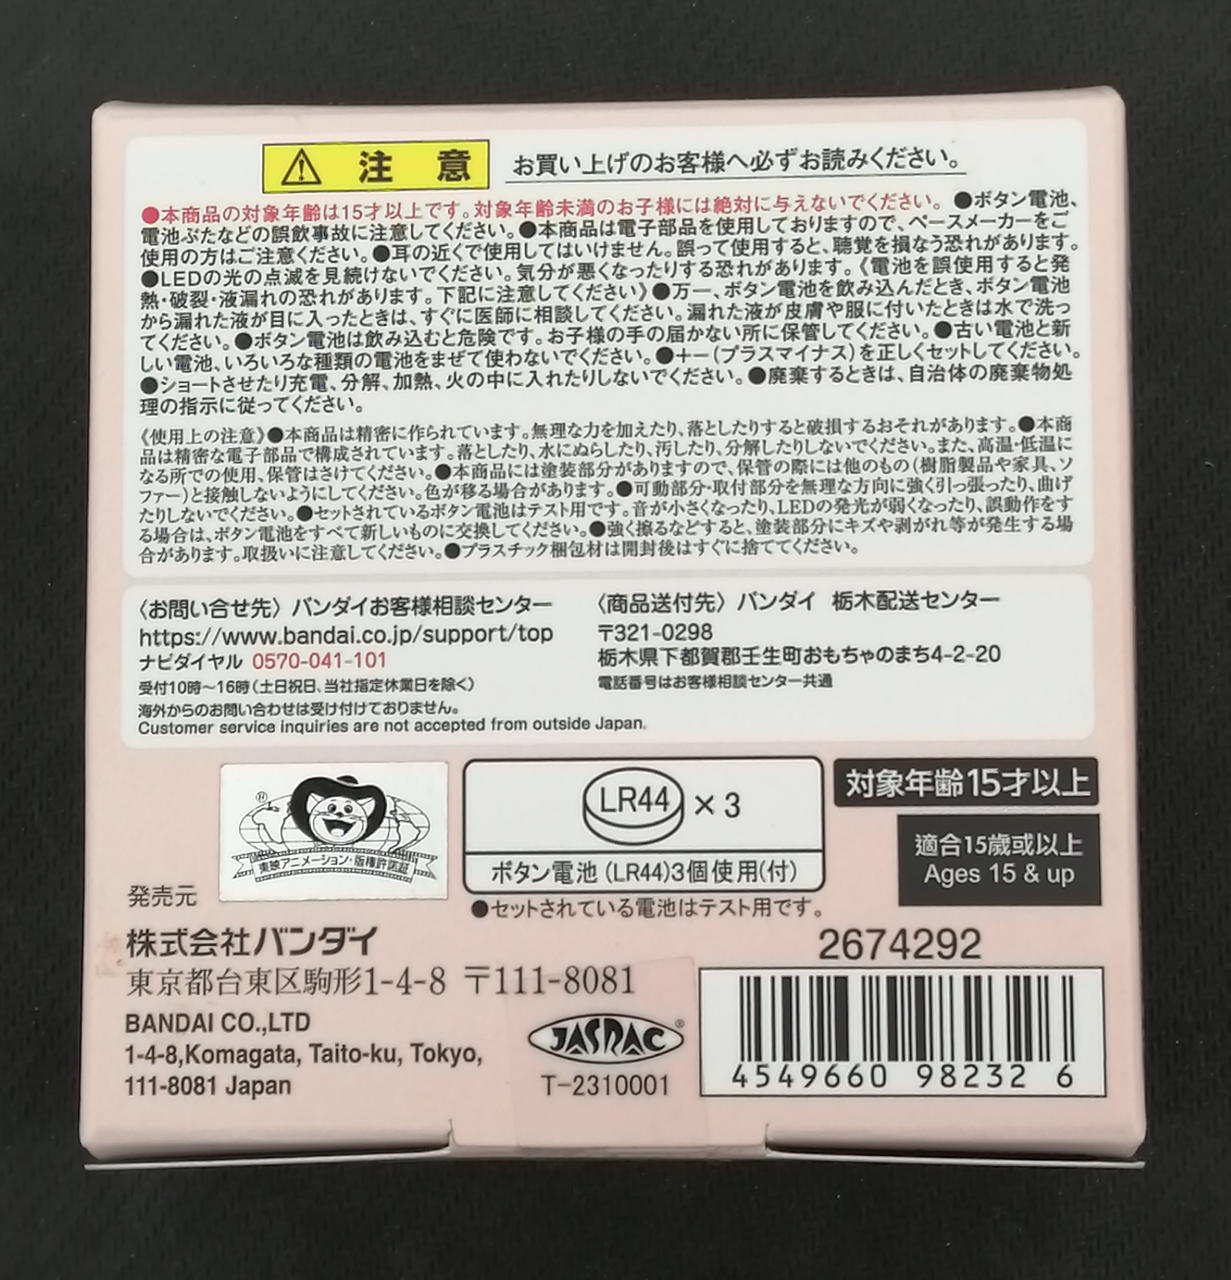 注 意 お買い上げのお客様へ必ずお読みください。
●本商品の対象年齢は15才以上です。対象年齢未満のお子様には絶対に与えないでください。●ボタン電池、
電池ぶたなどの誤飲事故に注意してください。●本商品は電子部品を使用しておりますので、ペースメーカーをご
使用の方はご注意ください。●耳の近くで使用してはいけません。誤って使用すると、聴覚を損なう恐れがあります。
●LEDの光の点滅を見続けないでください。気分が悪くなったりする恐れがあります。《電池を誤使用すると発
熱・破裂・液漏れの恐れがあります。下記に注意してください》●万一、ボタン電池を飲み込んだとき、ボタン電池
から漏れた液が目に入ったときは、すぐに医師に相談してください。漏れた液が皮膚や服に付いたときは水で洗っ
てください。●ボタン電池は飲み込むと危険です。お子様の手の届かない所に保管してください。●古い電池と新
しい電池、いろいろな種類の電池をまぜて使わないでください。●+−(プラスマイナス)を正しくセットしてください。
●ショートさせたり充電、分解、加熱、火の中に入れたりしないでください。●廃棄するときは、自治体の廃棄物処
理の指示に従ってください。
《使用上の注意》●本商品は精密に作られています。無理な力を加えたり、落としたりすると破損するおそれがあります。●本商
品は精密な電子部品で構成されています。落としたり、水にぬらしたり、汚したり、分解したりしないでください。また、高温・低温に
なる所での使用、保管はさけてください。●本商品には塗装部分がありますので、保管の際には他のもの(樹脂製品や家具、ソ
ファー)と接触しないようにしてください。色が移る場合があります。●可動部分・取付部分を無理な方向に強く引っ張ったり、曲げ
たりしないでください。●セットされているボタン電池はテスト用です。音が小さくなったり、LEDの発光が弱くなったり、誤動作をす
る場合は、ボタン電池をすべて新しいものに交換してください。●強く擦るなどすると、塗装部分にキズや剥がれ等が発生する場
合があります。取扱いに注意してください。●プラスチック梱包材は開封後はすぐに捨ててください。
〈お問い合せ先〉バンダイお客様相談センター
https://www.bandai.co.jp/support/top
ナビダイヤル 0570-041-101
受付10時〜16時(土日祝日、当社指定休業日を除く)
海外からのお問い合わせは受け付けておりません。
Customer service inquiries are not accepted from outside Japan.
〈商品送付先〉バンダイ 栃木配送センター
〒321-0298
栃木県下都賀郡壬生町おもちゃのまち4-2-20
電話番号はお客様相談センター共通
®
東映アニメーション・版権許諾証
LR44 × 3
ボタン電池(LR44)3個使用(付)
●セットされている電池はテスト用です。
対象年齢15才以上
適合15歳或以上
Ages 15 & up
発売元
株式会社バンダイ
東京都台東区駒形1-4-8 〒111-8081
BANDAI CO.,LTD
1-4-8,Komagata, Taito-ku, Tokyo,
111-8081 Japan
JASRAC®
T-2310001
2674292
4549660 98232 6